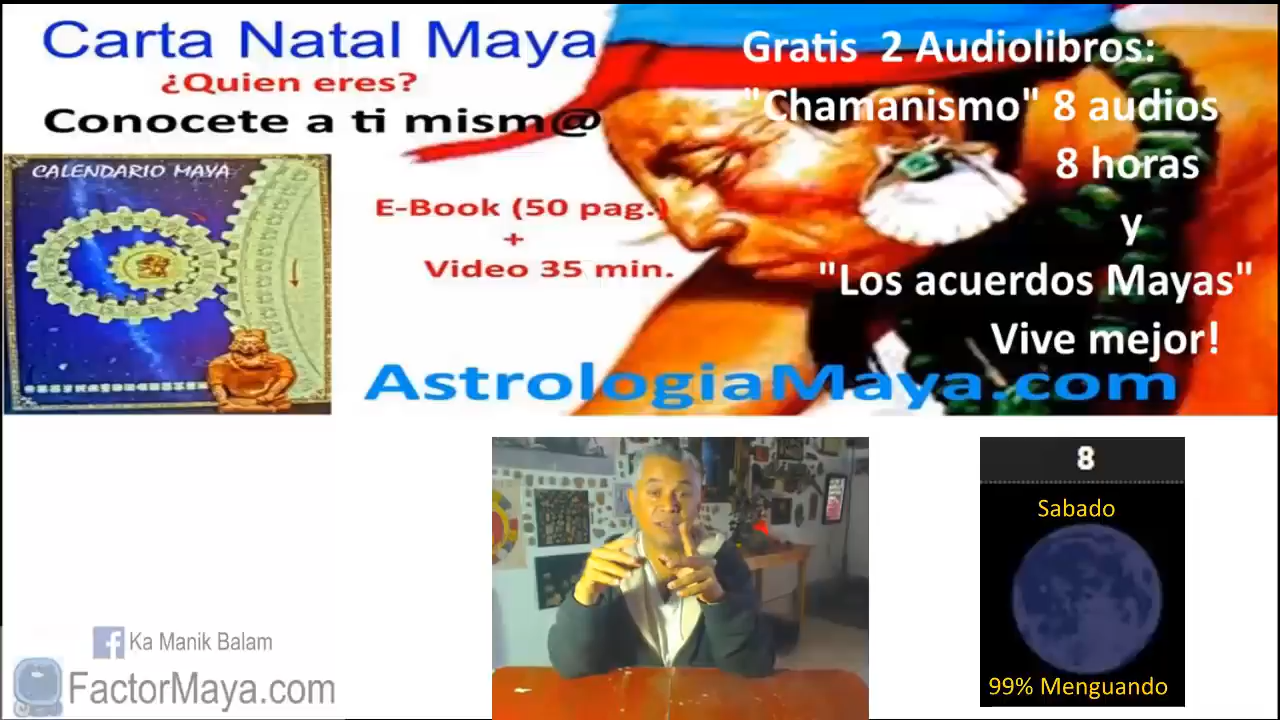 Carta Natal Maya
¿Quien eres?
Conocete a ti mism@
CALENDARIO MAYA
E-Book (50 pag.)
+
Video 35 min.
Gratis 2 Audiolibros:
"Chamanismo" 8 audios
8 horas
y
"Los acuerdos Mayas"
Vive mejor!
AstrologiaMaya.com
8
Sabado
99% Menguando
Ka Manik Balam
FactorMaya.com